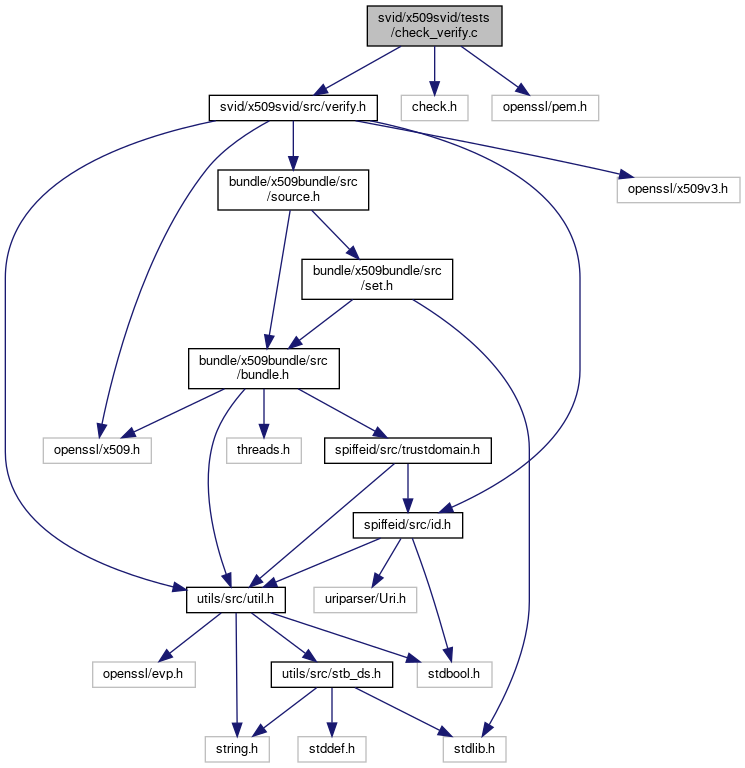 svid/x509svid/tests
/check_verify.c
svid/x509svid/src/verify.h
check.h
openssl/pem.h
bundle/x509bundle/src
/source.h
openssl/x509v3.h
bundle/x509bundle/src
/set.h
bundle/x509bundle/src
/bundle.h
openssl/x509.h
threads.h
spiffeid/src/trustdomain.h
spiffeid/src/id.h
utils/src/util.h
uriparser/Uri.h
openssl/evp.h
utils/src/stb_ds.h
stdbool.h
string.h
stddef.h
stdlib.h